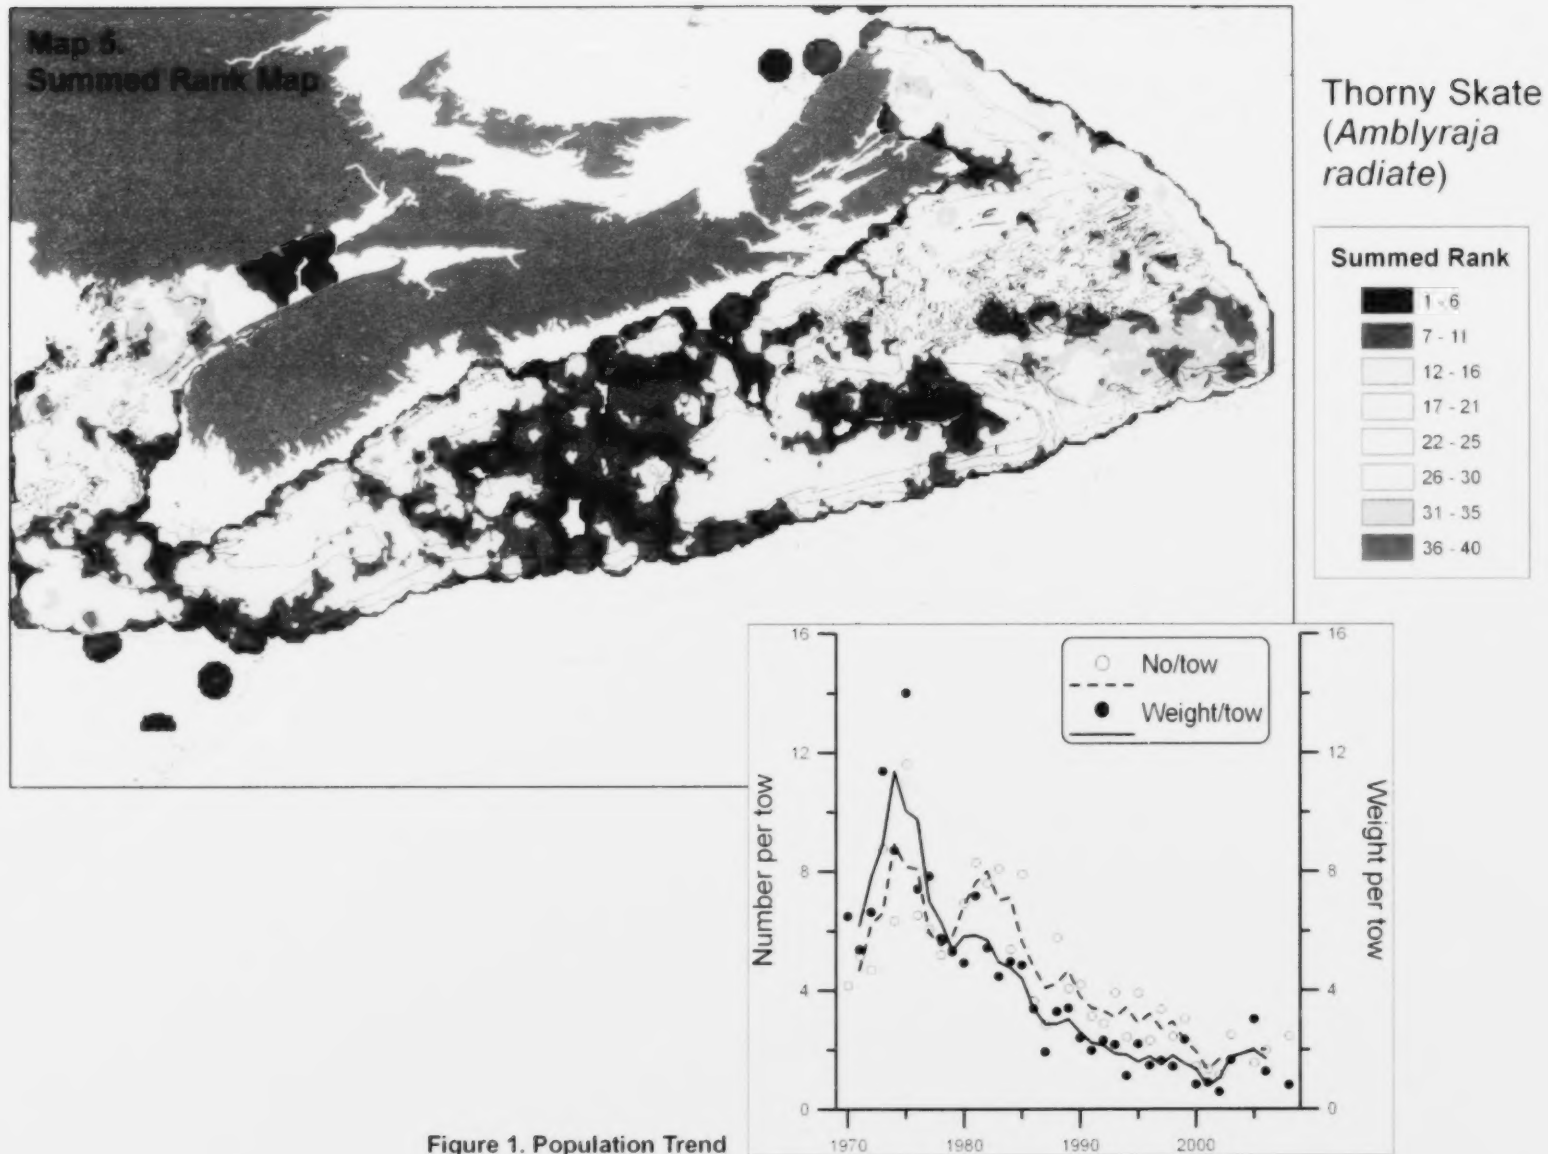 Map 5.
Summed Rank Map
Thorny Skate
(Amblyraja
radiate)
Summed Rank
1 - 6
7 - 11
12 - 16
17 - 21
22 - 25
26 - 30
31 - 35
36 - 40
No/tow
Weight/tow
16
12
8
4
0
Number per tow
16
12
8
4
0
Weight per tow
1970
1980
1990
2000
Figure 1. Population Trend